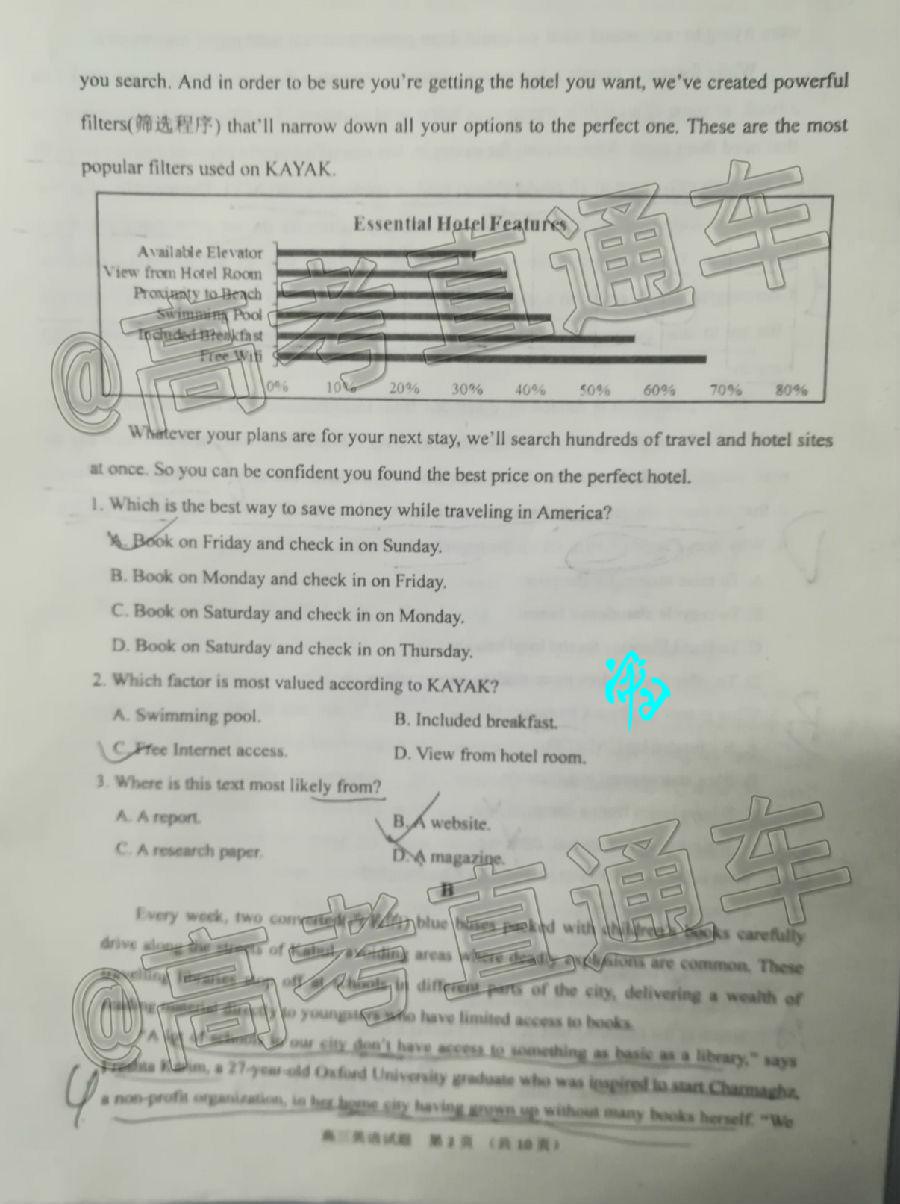 you search. And in order to be sure you're getting the hotel you want, we've created powerful
filters(筛选程序) that'll narrow down all your options to the perfect one. These are the most
popular filters used on KAYAK.
Essential Hotel Features
Available Elevator
View from Hotel Room
Proximity to Beach
Swimming Pool
Included Breakfast
Free Wifi
0% 10% 20% 30% 40% 50% 60% 70% 80%
@高考直通车
Whatever your plans are for your next stay, we'll search hundreds of travel and hotel sites
at once. So you can be confident you found the best price on the perfect hotel.
1. Which is the best way to save money while traveling in America?
A. Book on Friday and check in on Sunday.
B. Book on Monday and check in on Friday.
C. Book on Saturday and check in on Monday.
D. Book on Saturday and check in on Thursday.
2. Which factor is most valued according to KAYAK?
A. Swimming pool. B. Included breakfast.
C. Free Internet access. D. View from hotel room.
3. Where is this text most likely from?
A. A report. B. A website.
C. A research paper. D. A magazine.
B
Every week, two converted blue buses packed with children's books carefully
drive along the streets of Kabul, avoiding areas where deadly explosions are common. These
travelling libraries stop off at schools in different parts of the city, delivering a wealth of
reading material directly to youngsters who have limited access to books.
"A lot of schools in our city don't have access to something as basic as a library," says
Karim, a 27-year-old Oxford University graduate who was inspired to start Charmaghz,
a non-profit organization, in her home city having grown up without many books herself. "We
@高考直通车
高三英语试题 第2页 (共10页)